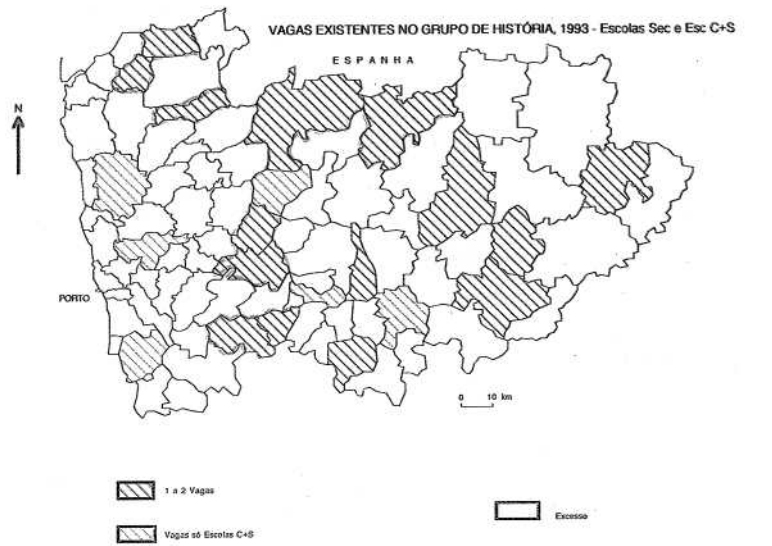 VAGAS EXISTENTES NO GRUPO DE HISTÓRIA, 1993 - Escolas Sec e Esc C+S
ESPANHA
N
PORTO
0 10 km
1 a 2 Vagas
Vagas só Escolas C+S
Excesso